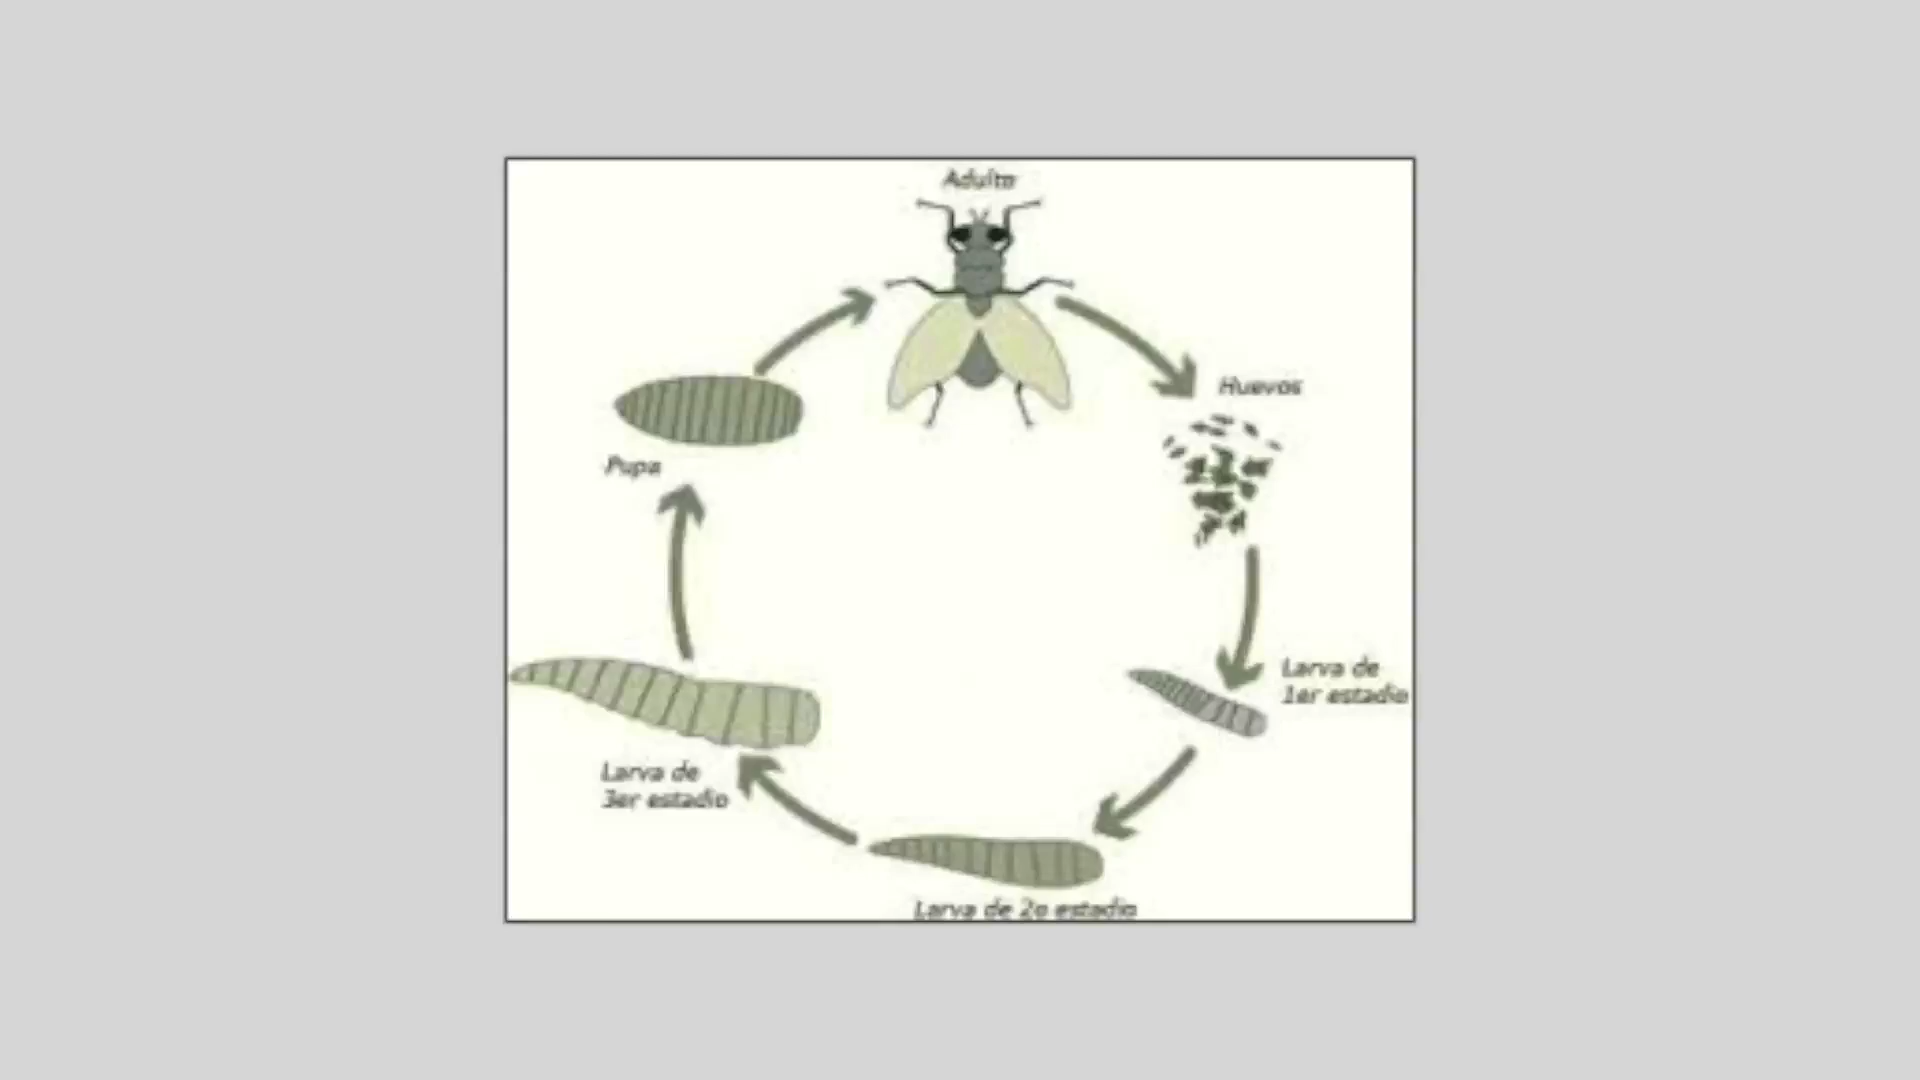 Adulto
Huevos
Larva de
1er estadio
Larva de 2o estadio
Larva de
3er estadio
Pupa